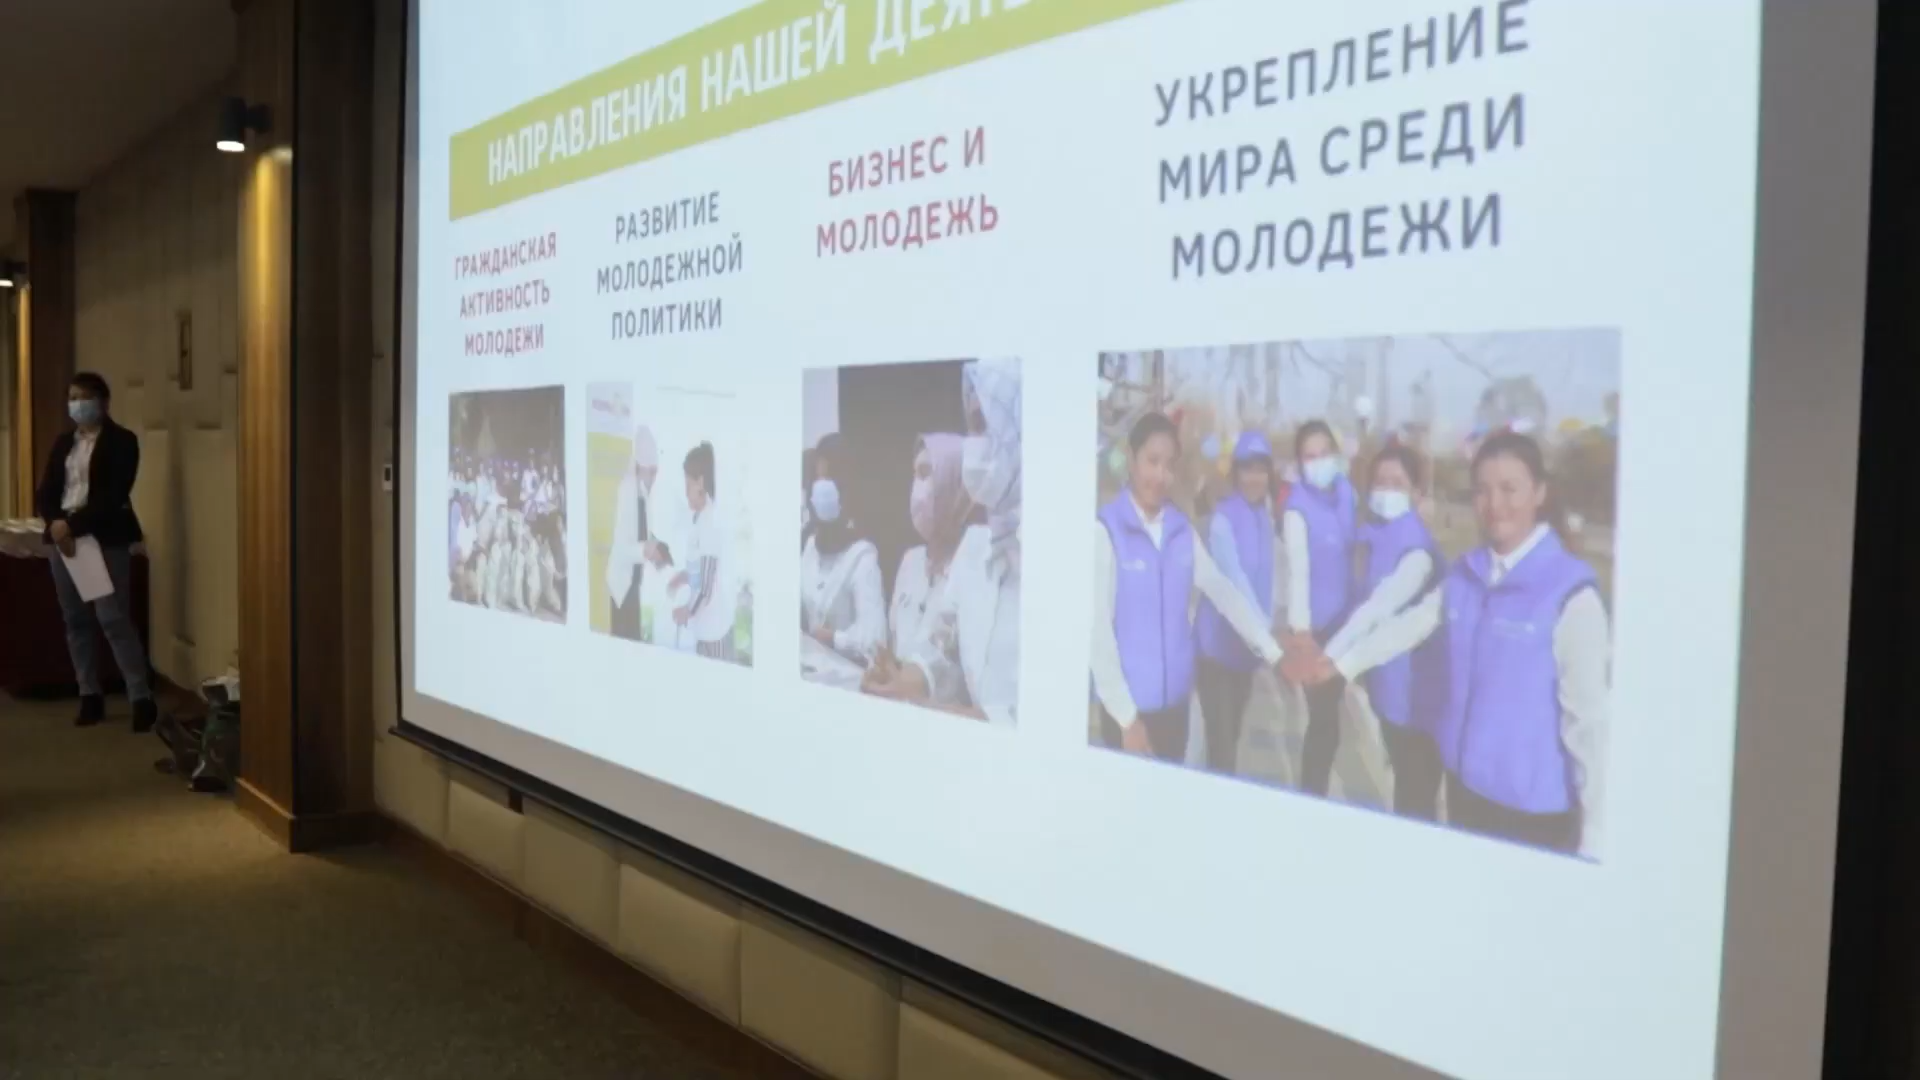 НАПРАВЛЕНИЯ НАШЕЙ
ГРАЖДАНСКАЯ
АКТИВНОСТЬ
МОЛОДЕЖИ
РАЗВИТИЕ
МОЛОДЕЖНОЙ
ПОЛИТИКИ
БИЗНЕС И
МОЛОДЕЖЬ
УКРЕПЛЕНИЕ
МИРА СРЕДИ
МОЛОДЕЖИ